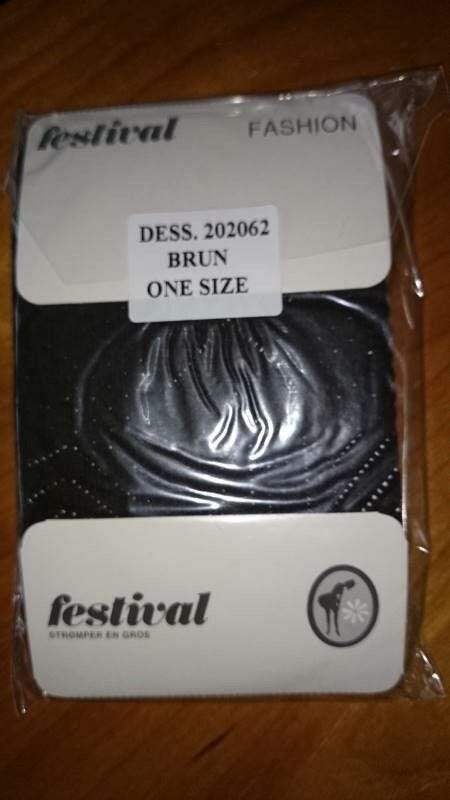 festival FASHION
DESS. 202062
BRUN
ONE SIZE
festival
STRØMPER EN GROS